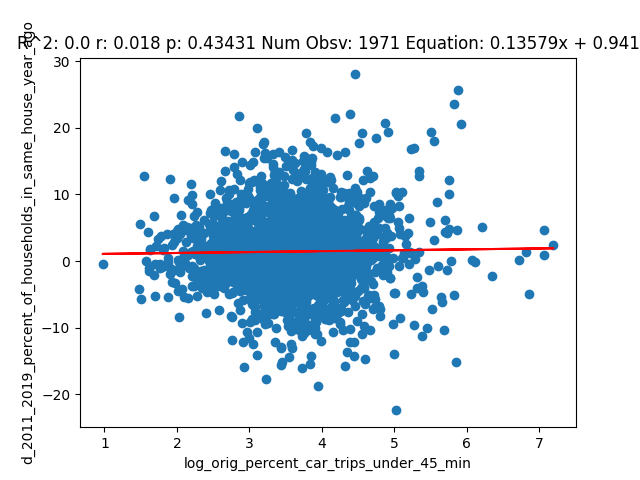 R^2: 0.0 r: 0.018 p: 0.43431 Num Obsv: 1971 Equation: 0.13579x + 0.941
d_2011_2019_percent_of_households_in_same_house_year_ago
30
20
10
0
−10
−20
1 2 3 4 5 6 7
log_orig_percent_car_trips_under_45_min